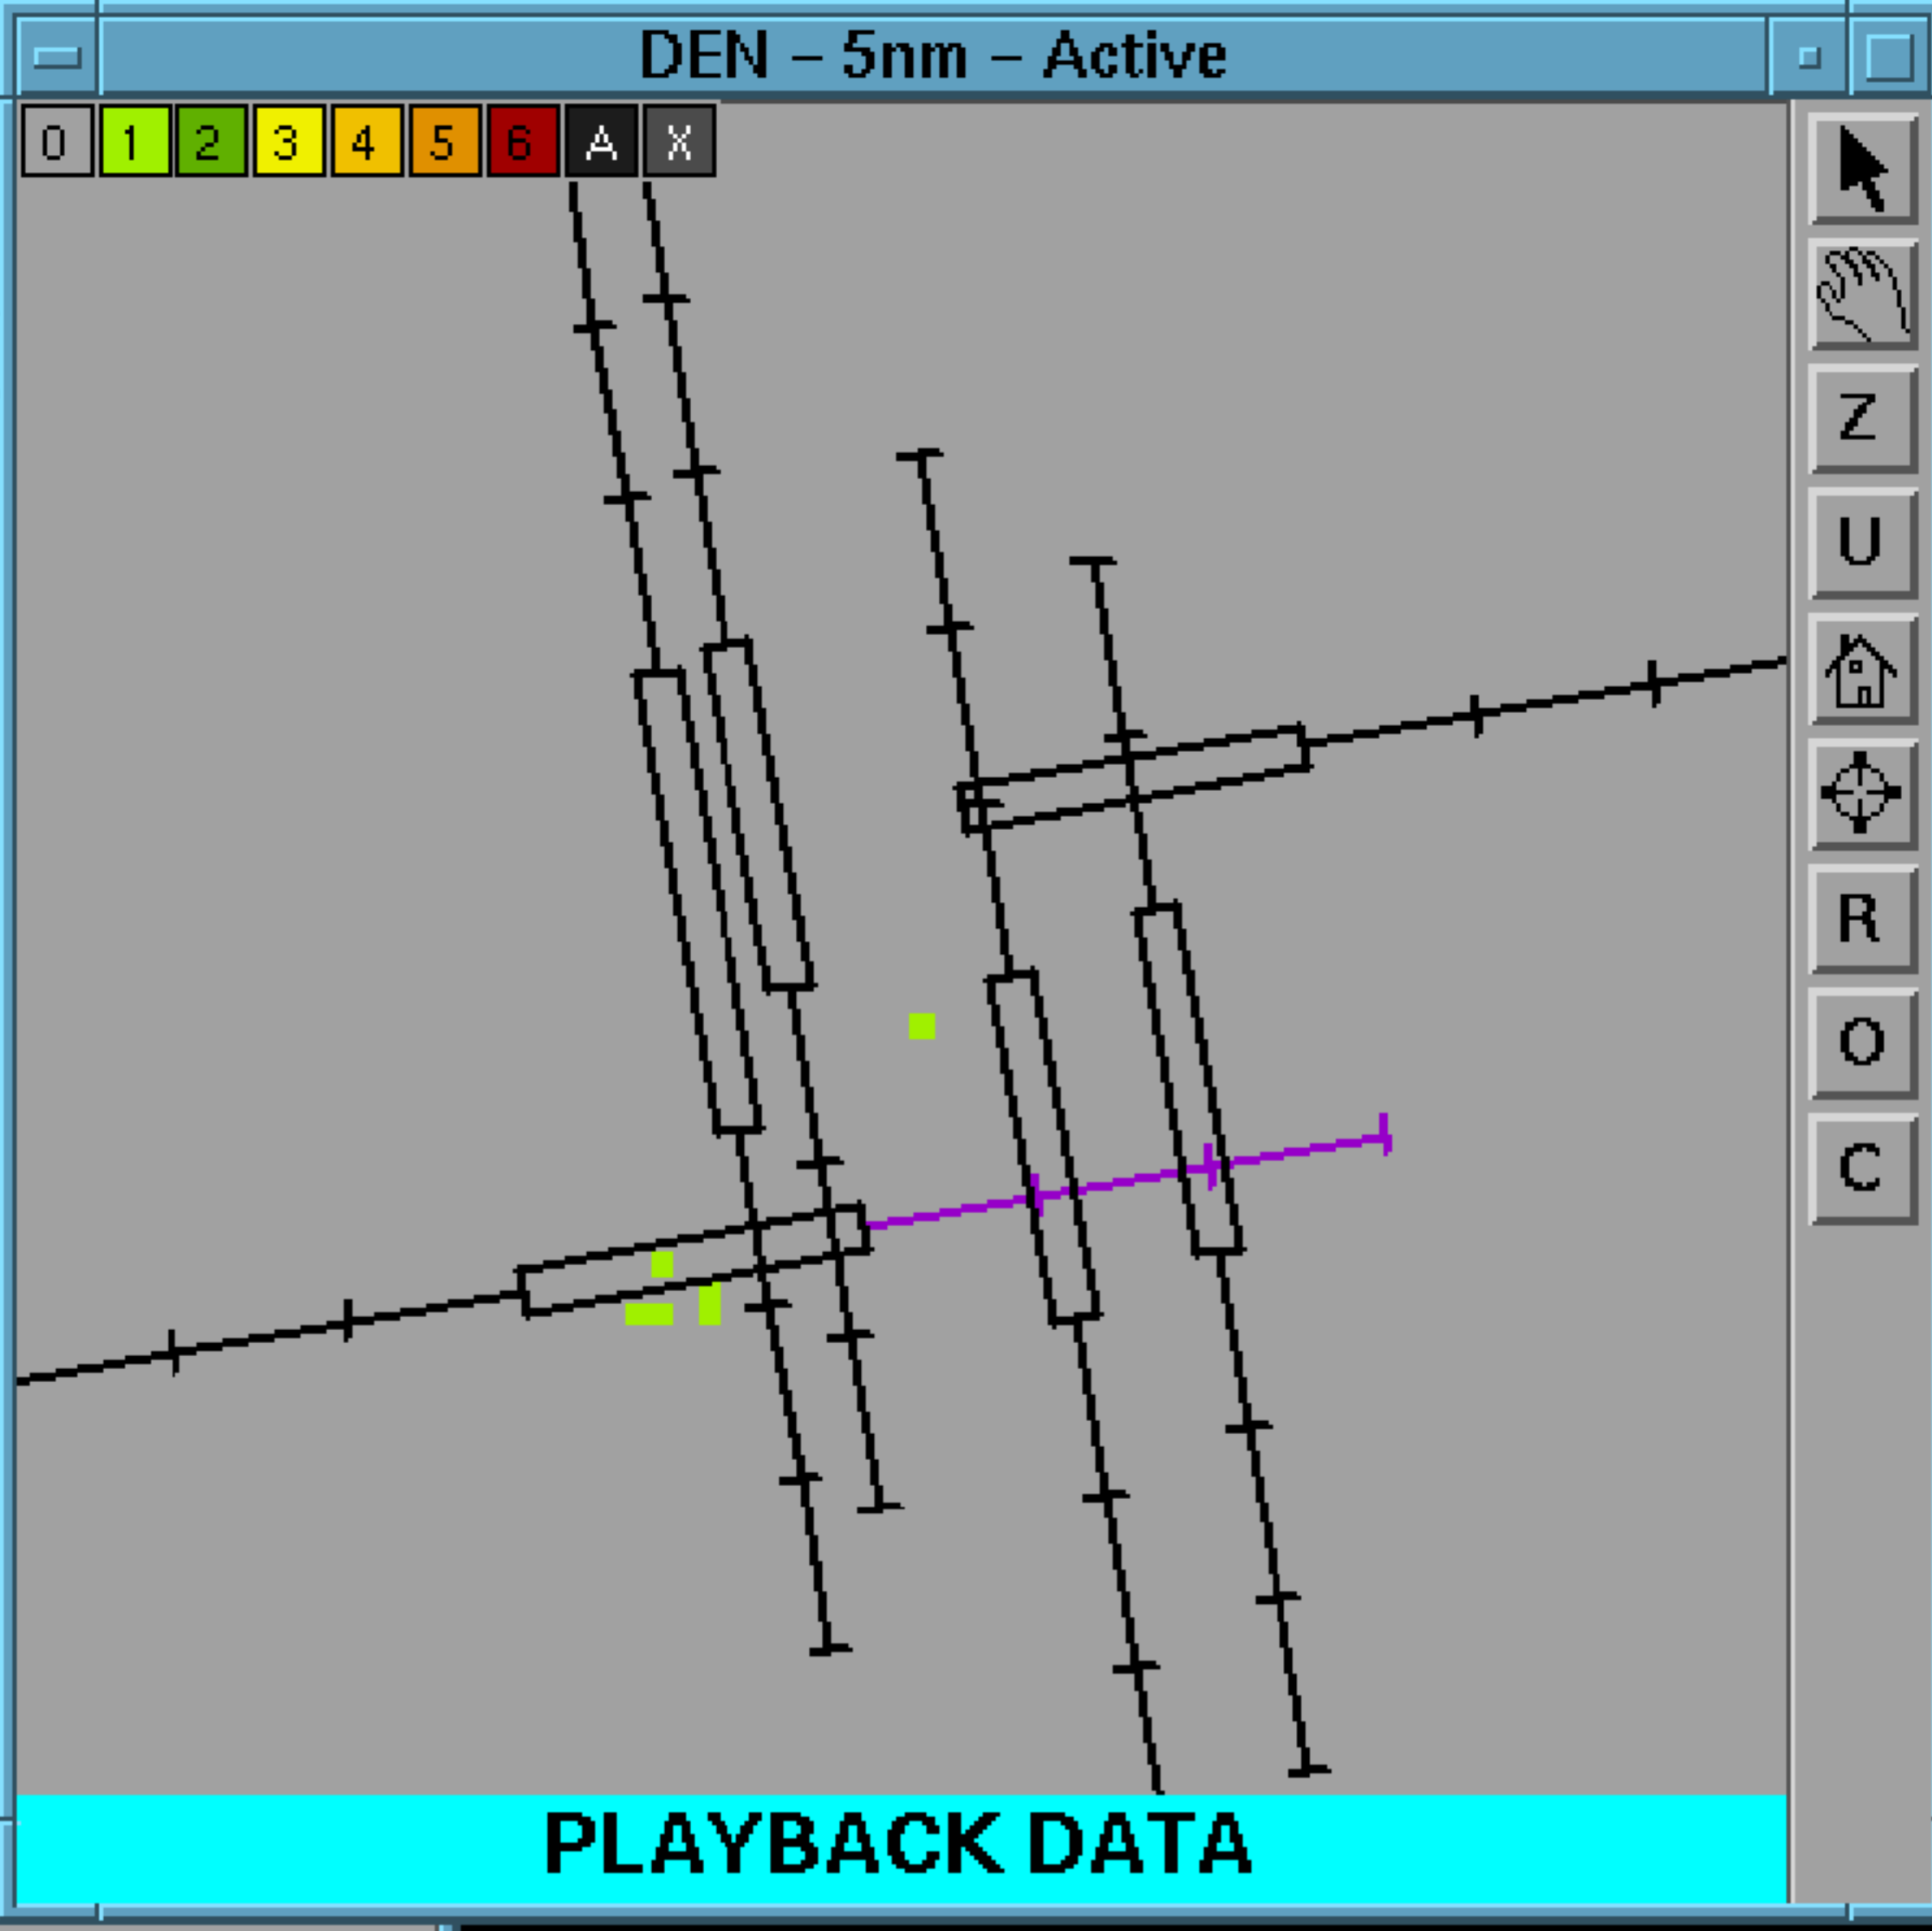 DEN – 5nm – Active
0 1 2 3 4 5 6 A X
Z
U
R
O
C
PLAYBACK DATA